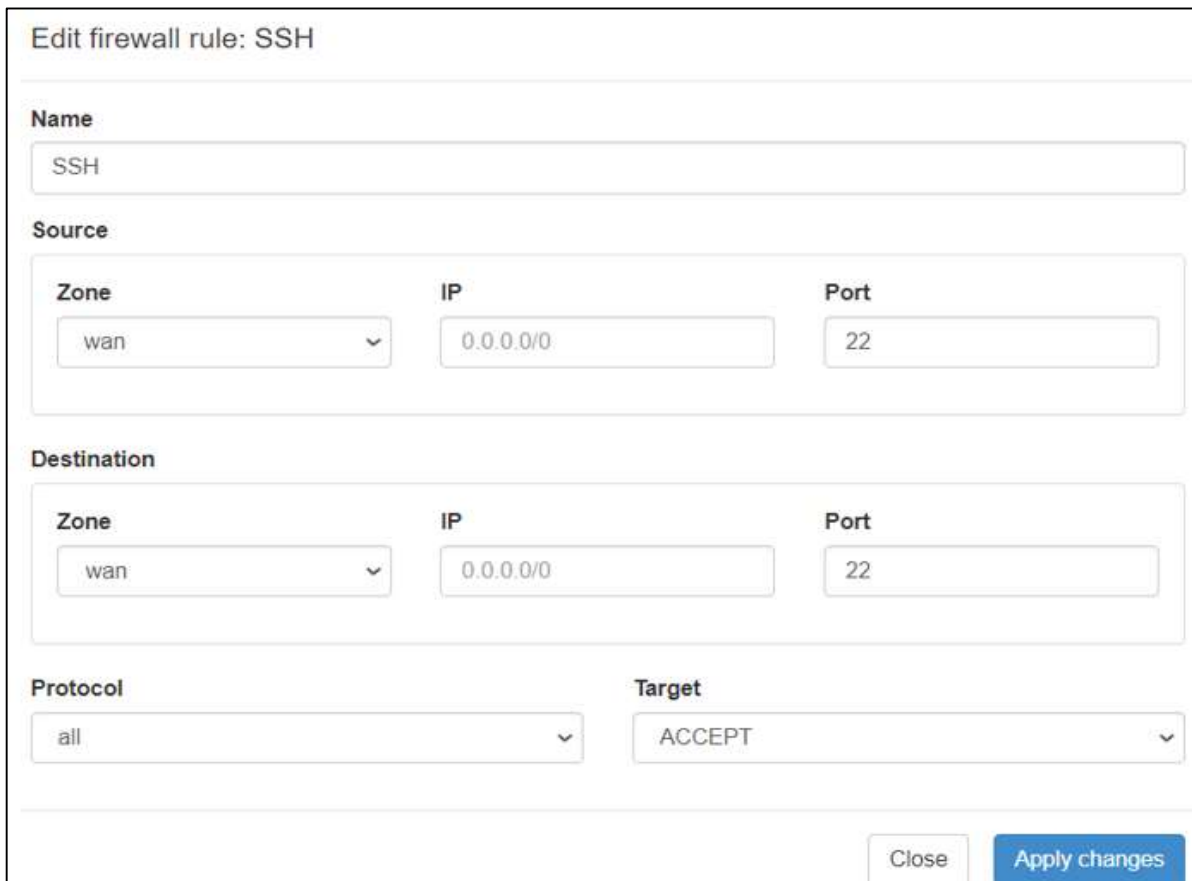 Edit firewall rule: SSH
Name
SSH
Source
Zone IP Port
wan 0.0.0.0/0 22
Destination
Zone IP Port
wan 0.0.0.0/0 22
Protocol Target
all ACCEPT
Close Apply changes